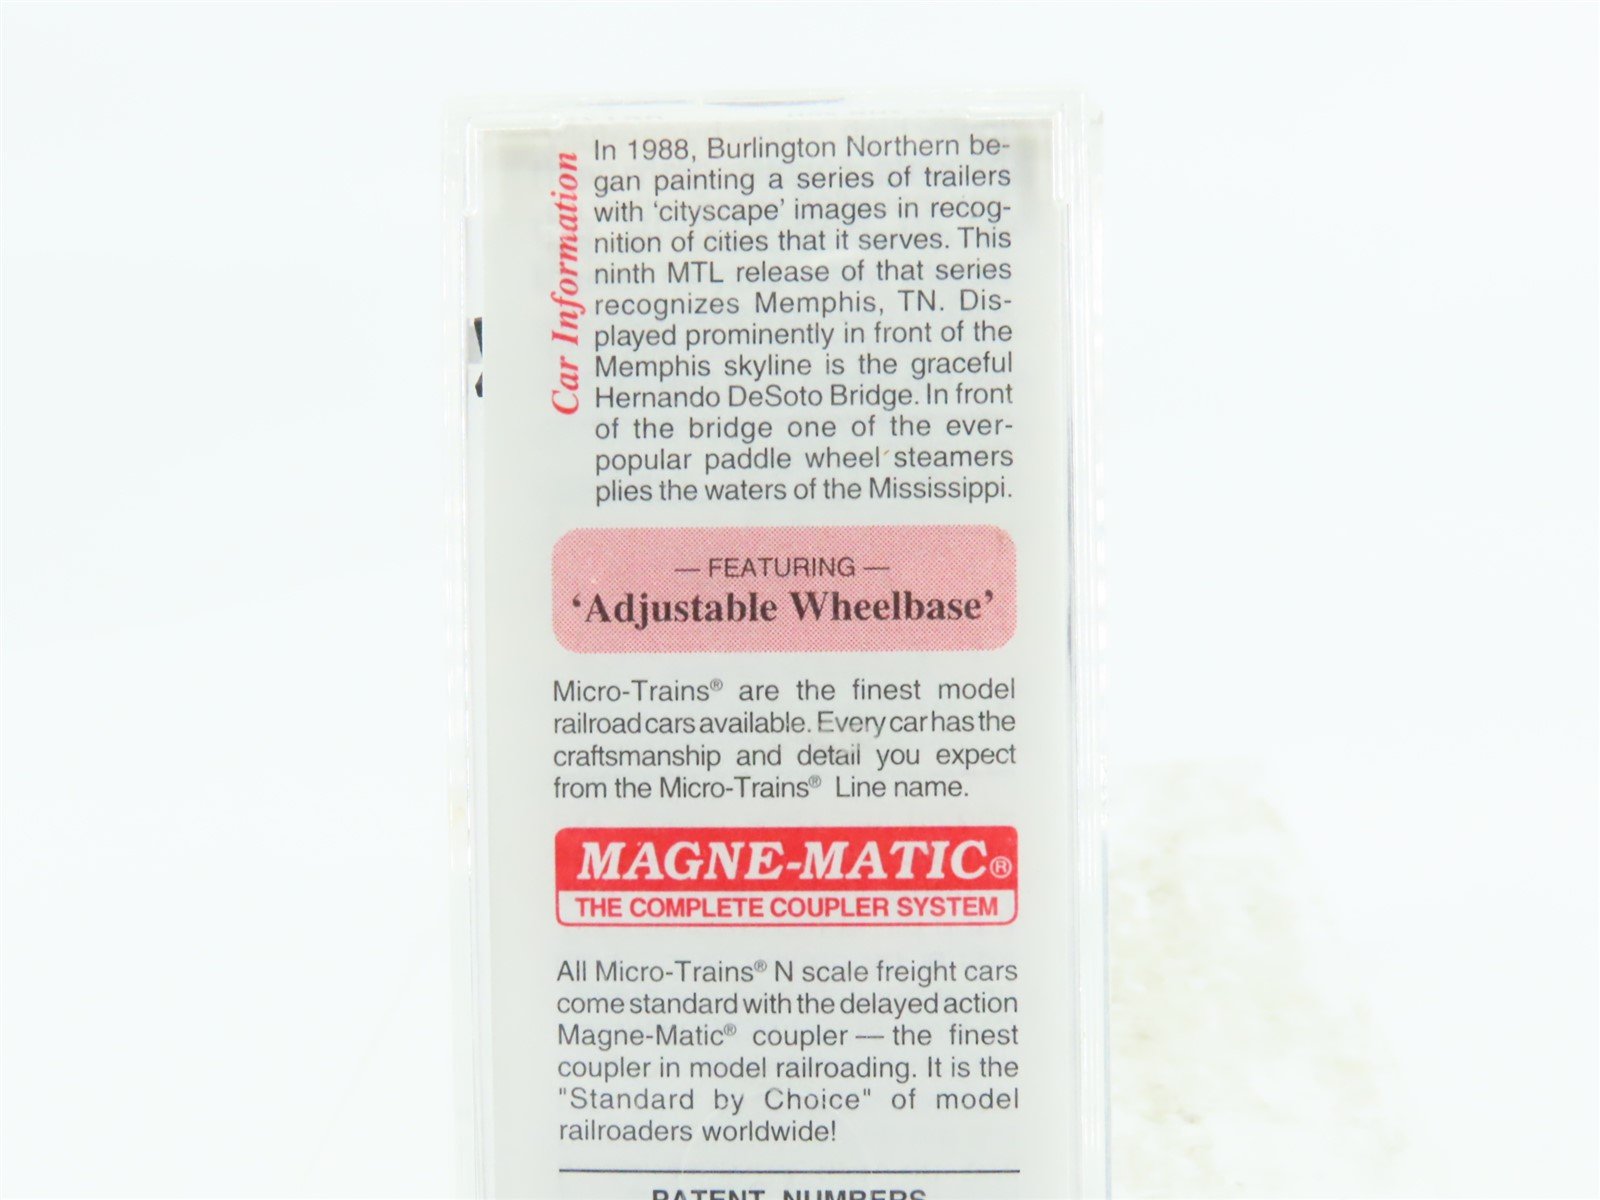 Car Information
In 1988, Burlington Northern be-
gan painting a series of trailers
with ‘cityscape’ images in recog-
nition of cities that it serves. This
ninth MTL release of that series
recognizes Memphis, TN. Dis-
played prominently in front of the
Memphis skyline is the graceful
Hernando DeSoto Bridge. In front
of the bridge one of the ever-
popular paddle wheel steamers
plies the waters of the Mississippi.
— FEATURING —
‘Adjustable Wheelbase’
Micro-Trains® are the finest model
railroad cars available. Every car has the
craftsmanship and detail you expect
from the Micro-Trains® Line name.
MAGNE-MATIC®
THE COMPLETE COUPLER SYSTEM
All Micro-Trains® N scale freight cars
come standard with the delayed action
Magne-Matic® coupler — the finest
coupler in model railroading. It is the
"Standard by Choice" of model
railroaders worldwide!
PATENT NUMBERS